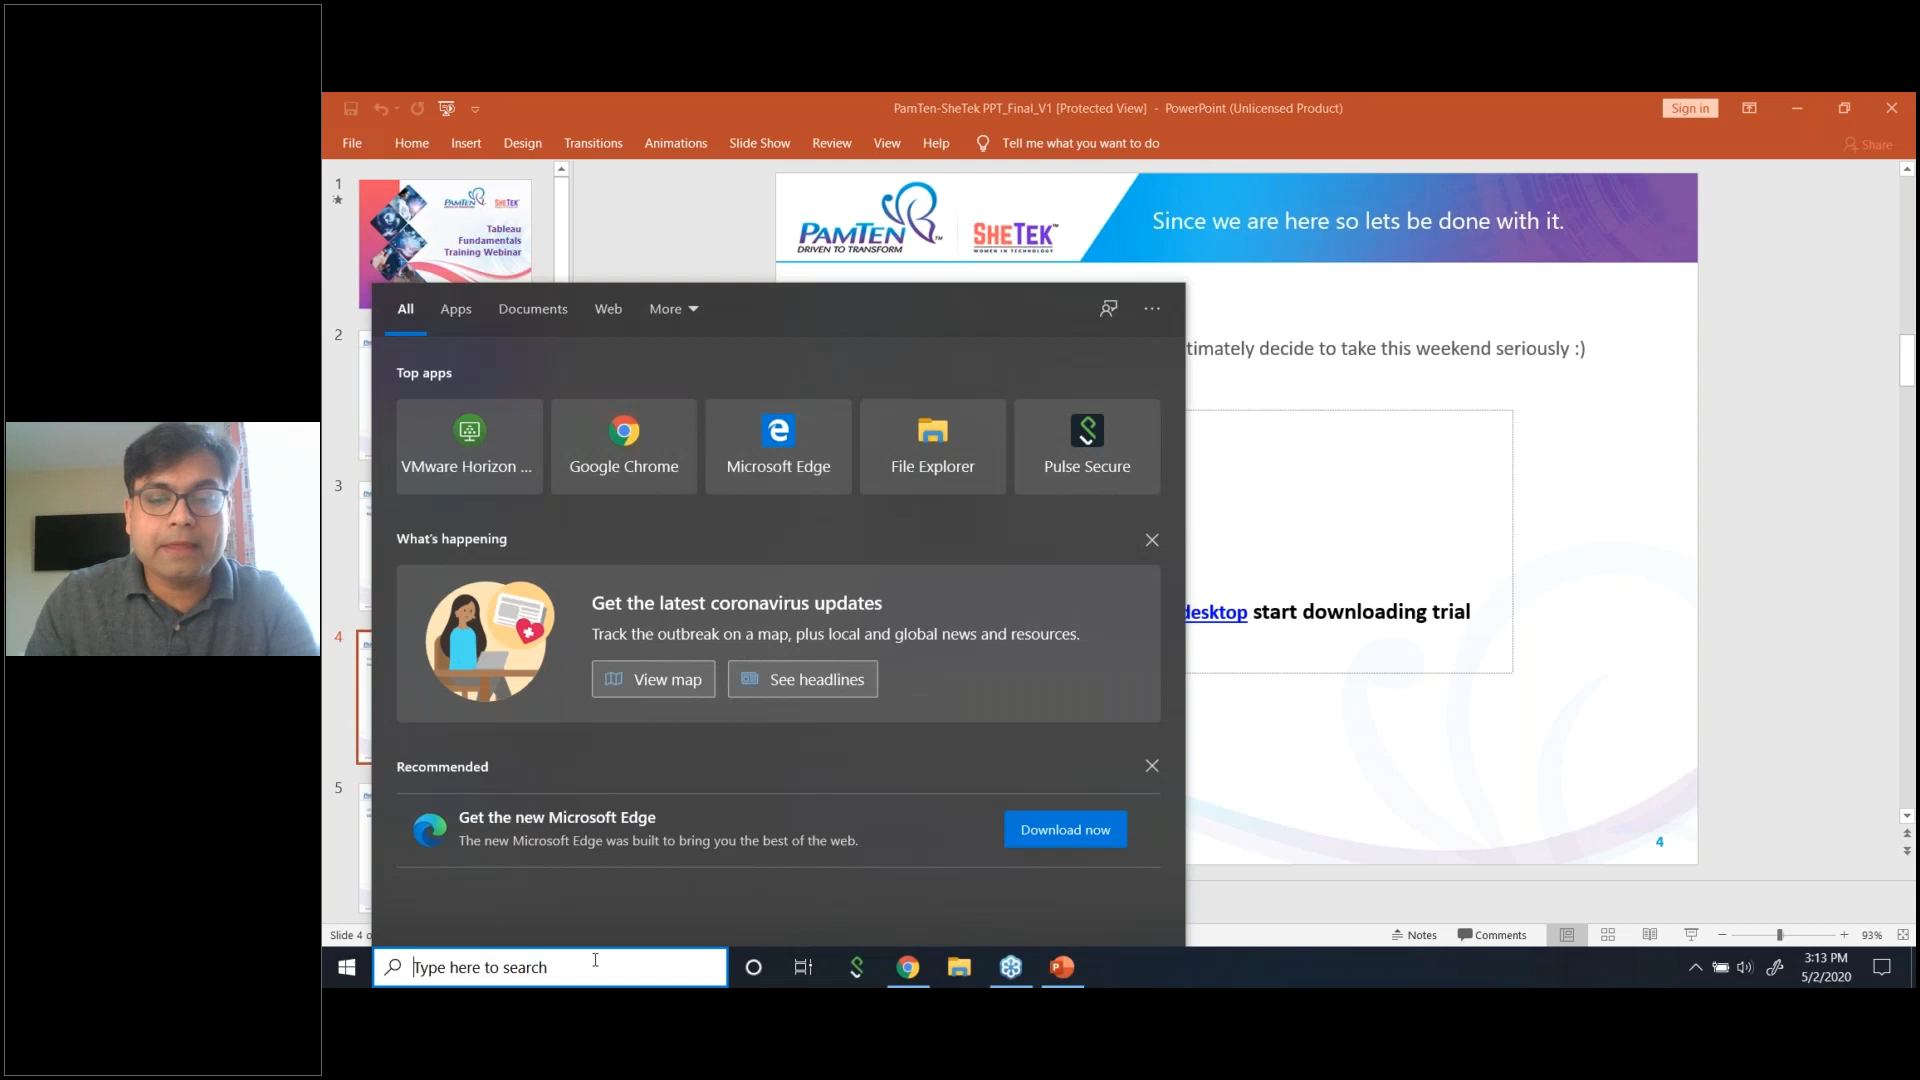 PamTen-SheTek PPT_Final_V1 [Protected View] - PowerPoint (Unlicensed Product)
Sign in
File Home Insert Design Transitions Animations Slide Show Review View Help Tell me what you want to do
Share
1
PAMTEN SHETEK
Tableau
Fundamentals
Training Webinar
2
3
4
5
PAMTEN™
DRIVEN TO TRANSFORM
SHETEK™
WOMEN IN TECHNOLOGY
Since we are here so lets be done with it.
timately decide to take this weekend seriously :)
desktop start downloading trial
4
All Apps Documents Web More
Top apps
VMware Horizon ... Google Chrome Microsoft Edge File Explorer Pulse Secure
What's happening
Get the latest coronavirus updates
Track the outbreak on a map, plus local and global news and resources.
View map See headlines
Recommended
Get the new Microsoft Edge
The new Microsoft Edge was built to bring you the best of the web.
Download now
Slide 4 o
Notes Comments 93%
Type here to search
3:13 PM
5/2/2020